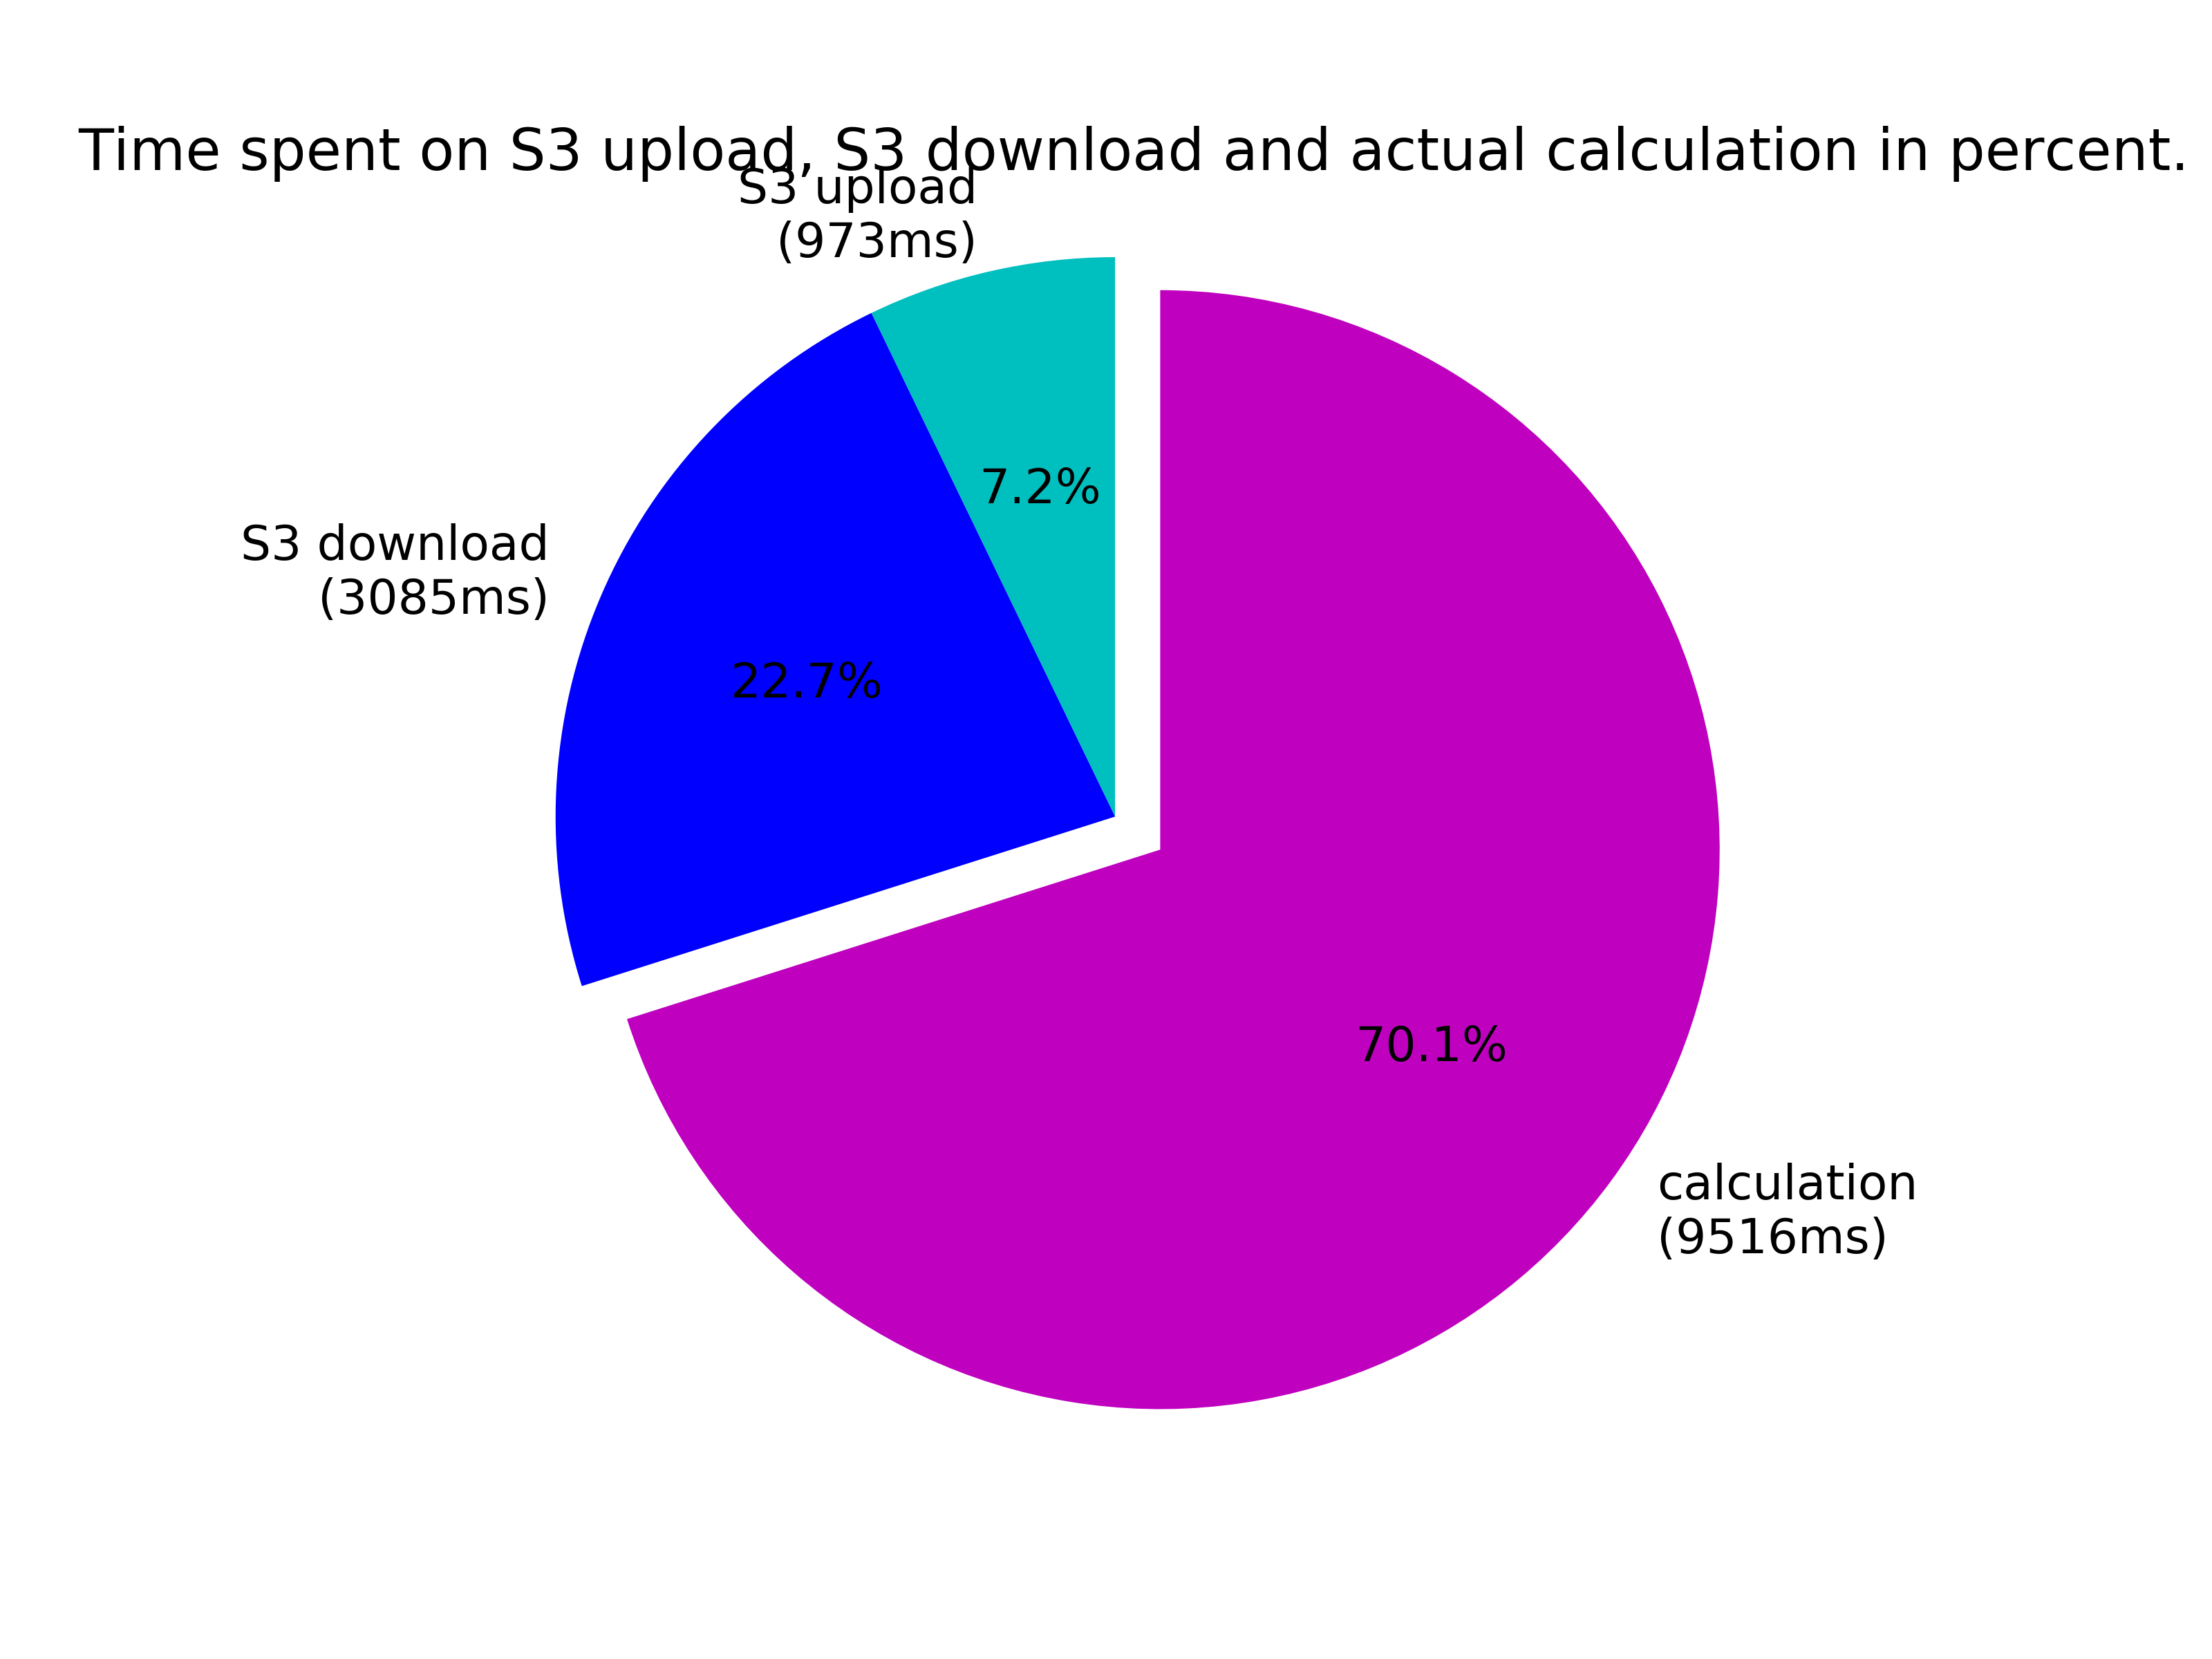 Time spent on S3 upload, S3 download and actual calculation in percent.
S3 upload
(973ms)
7.2%
S3 download
(3085ms)
22.7%
70.1%
calculation
(9516ms)